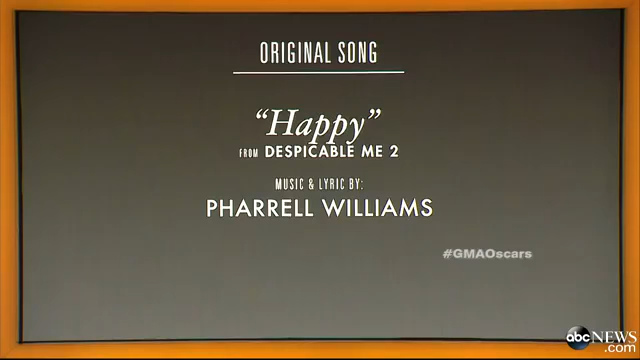 ORIGINAL SONG
“Happy”
FROM DESPICABLE ME 2
MUSIC & LYRIC BY:
PHARRELL WILLIAMS
#GMAOscars
abc NEWS
.com